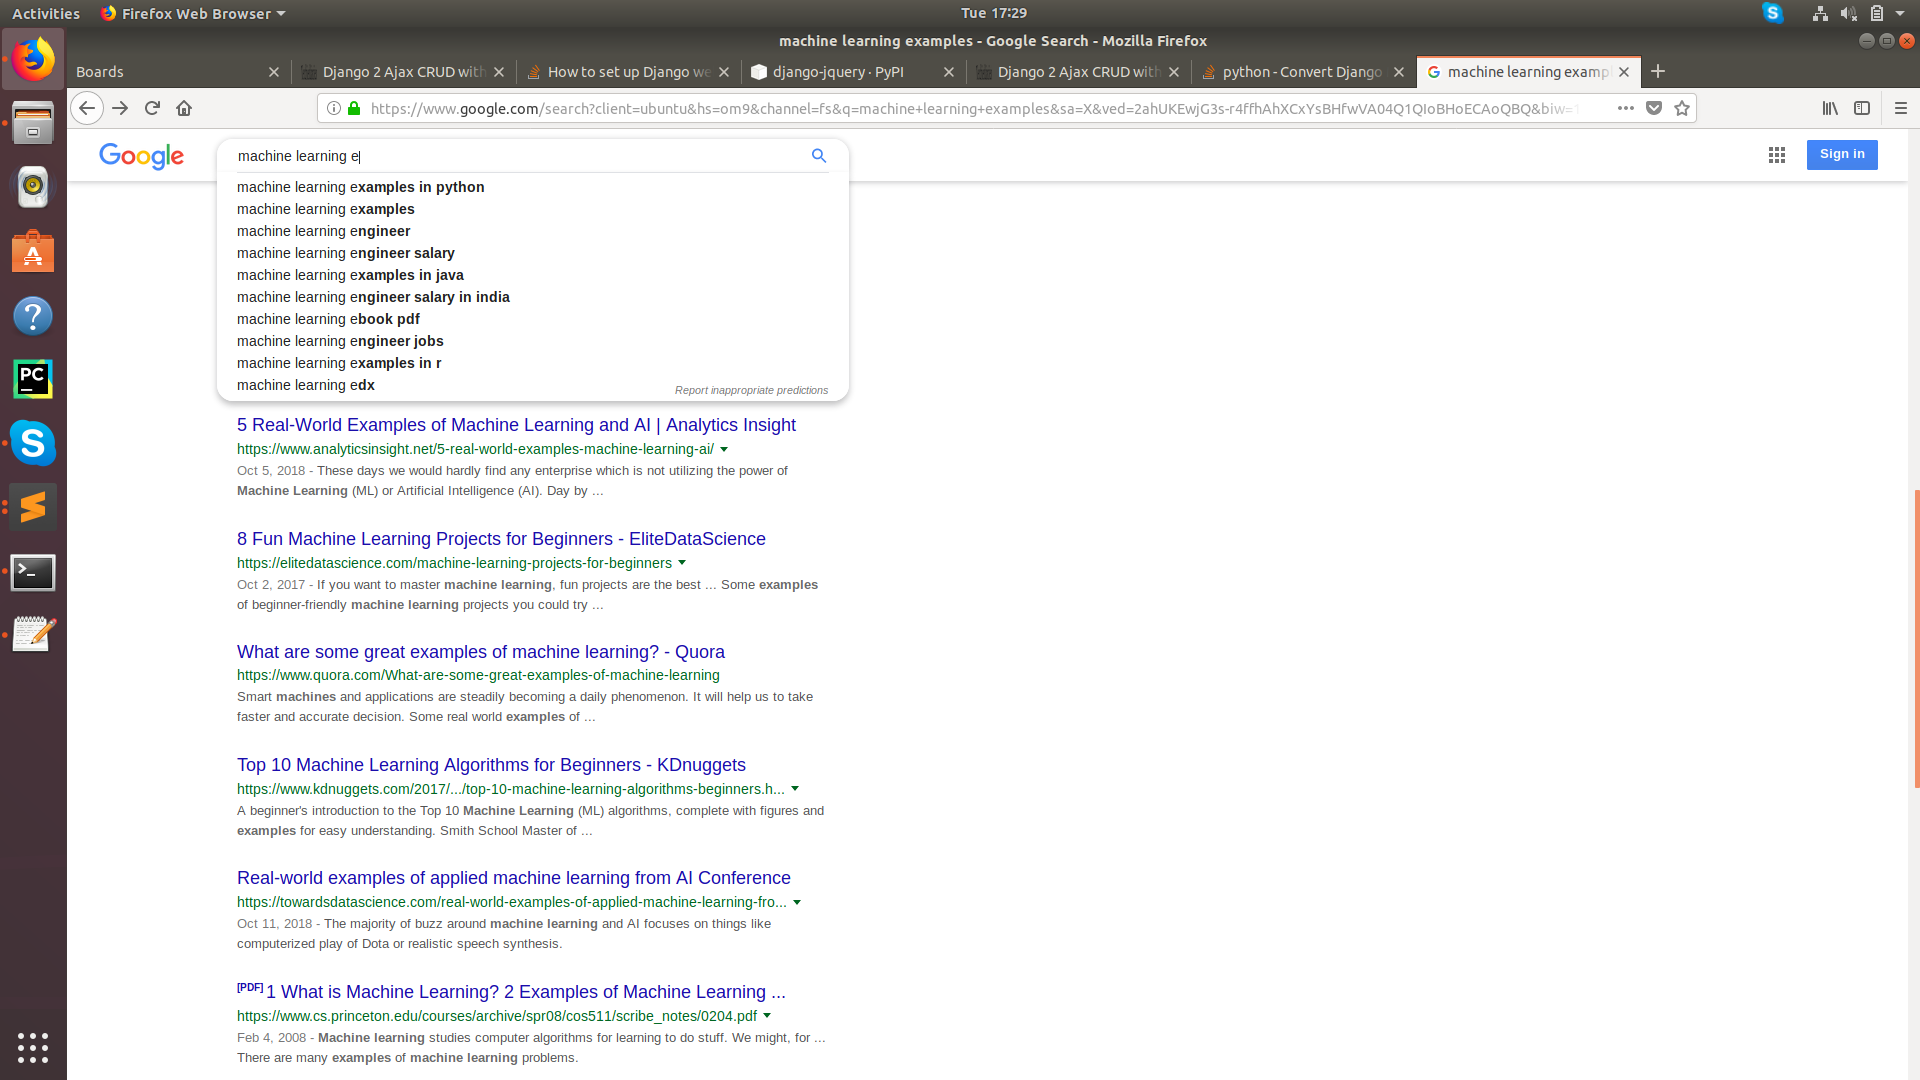 Activities Firefox Web Browser Tue 17:29
machine learning examples - Google Search - Mozilla Firefox
Boards Django 2 Ajax CRUD with How to set up Django we django-jquery · PyPI Django 2 Ajax CRUD with python - Convert Django machine learning exampl
https://www.google.com/search?client=ubuntu&hs=om9&channel=fs&q=machine+learning+examples&sa=X&ved=2ahUKEwjG3s-r4ffhAhXCxYsBHfwVA04Q1QIoBHoECAoQBQ&biw=1
Google machine learning e Sign in
machine learning examples in python
machine learning examples
machine learning engineer
machine learning engineer salary
machine learning examples in java
machine learning engineer salary in india
machine learning ebook pdf
machine learning engineer jobs
machine learning examples in r
machine learning edx
Report inappropriate predictions
5 Real-World Examples of Machine Learning and AI | Analytics Insight
https://www.analyticsinsight.net/5-real-world-examples-machine-learning-ai/
Oct 5, 2018 - These days we would hardly find any enterprise which is not utilizing the power of
Machine Learning (ML) or Artificial Intelligence (AI). Day by ...
8 Fun Machine Learning Projects for Beginners - EliteDataScience
https://elitedatascience.com/machine-learning-projects-for-beginners
Oct 2, 2017 - If you want to master machine learning, fun projects are the best ... Some examples
of beginner-friendly machine learning projects you could try ...
What are some great examples of machine learning? - Quora
https://www.quora.com/What-are-some-great-examples-of-machine-learning
Smart machines and applications are steadily becoming a daily phenomenon. It will help us to take
faster and accurate decision. Some real world examples of ...
Top 10 Machine Learning Algorithms for Beginners - KDnuggets
https://www.kdnuggets.com/2017/.../top-10-machine-learning-algorithms-beginners.h...
A beginner's introduction to the Top 10 Machine Learning (ML) algorithms, complete with figures and
examples for easy understanding. Smith School Master of ...
Real-world examples of applied machine learning from AI Conference
https://towardsdatascience.com/real-world-examples-of-applied-machine-learning-fro...
Oct 11, 2018 - The majority of buzz around machine learning and AI focuses on things like
computerized play of Dota or realistic speech synthesis.
[PDF] 1 What is Machine Learning? 2 Examples of Machine Learning ...
https://www.cs.princeton.edu/courses/archive/spr08/cos511/scribe_notes/0204.pdf
Feb 4, 2008 - Machine learning studies computer algorithms for learning to do stuff. We might, for ...
There are many examples of machine learning problems.